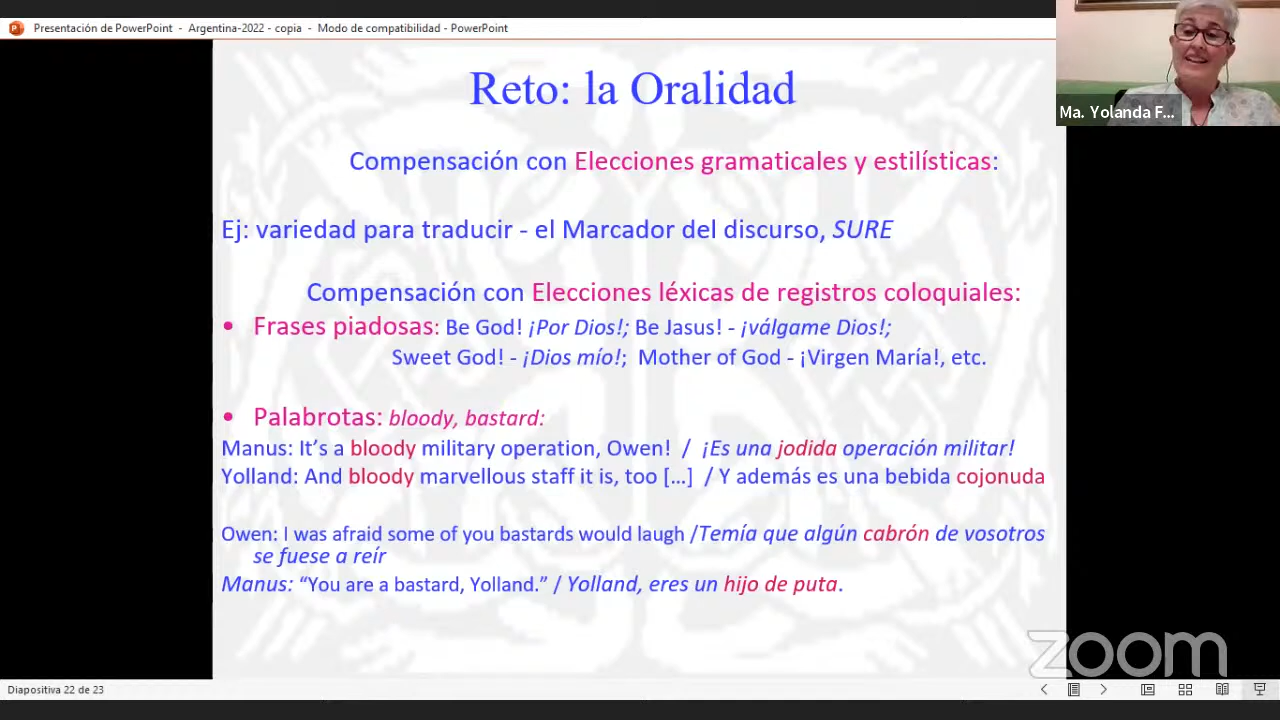 Presentación de PowerPoint - Argentina-2022 - copia - Modo de compatibilidad - PowerPoint
Ma. Yolanda F...
Reto: la Oralidad
Compensación con Elecciones gramaticales y estilísticas:
Ej: variedad para traducir - el Marcador del discurso, SURE
Compensación con Elecciones léxicas de registros coloquiales:
• Frases piadosas: Be God! ¡Por Dios!; Be Jasus! - ¡válgame Dios!;
Sweet God! - ¡Dios mío!; Mother of God - ¡Virgen María!, etc.
• Palabrotas: bloody, bastard:
Manus: It’s a bloody military operation, Owen! / ¡Es una jodida operación militar!
Yolland: And bloody marvellous staff it is, too [...] / Y además es una bebida cojonuda
Owen: I was afraid some of you bastards would laugh /Temía que algún cabrón de vosotros
se fuese a reír
Manus: “You are a bastard, Yolland.” / Yolland, eres un hijo de puta.
zoom
Diapositiva 22 de 23